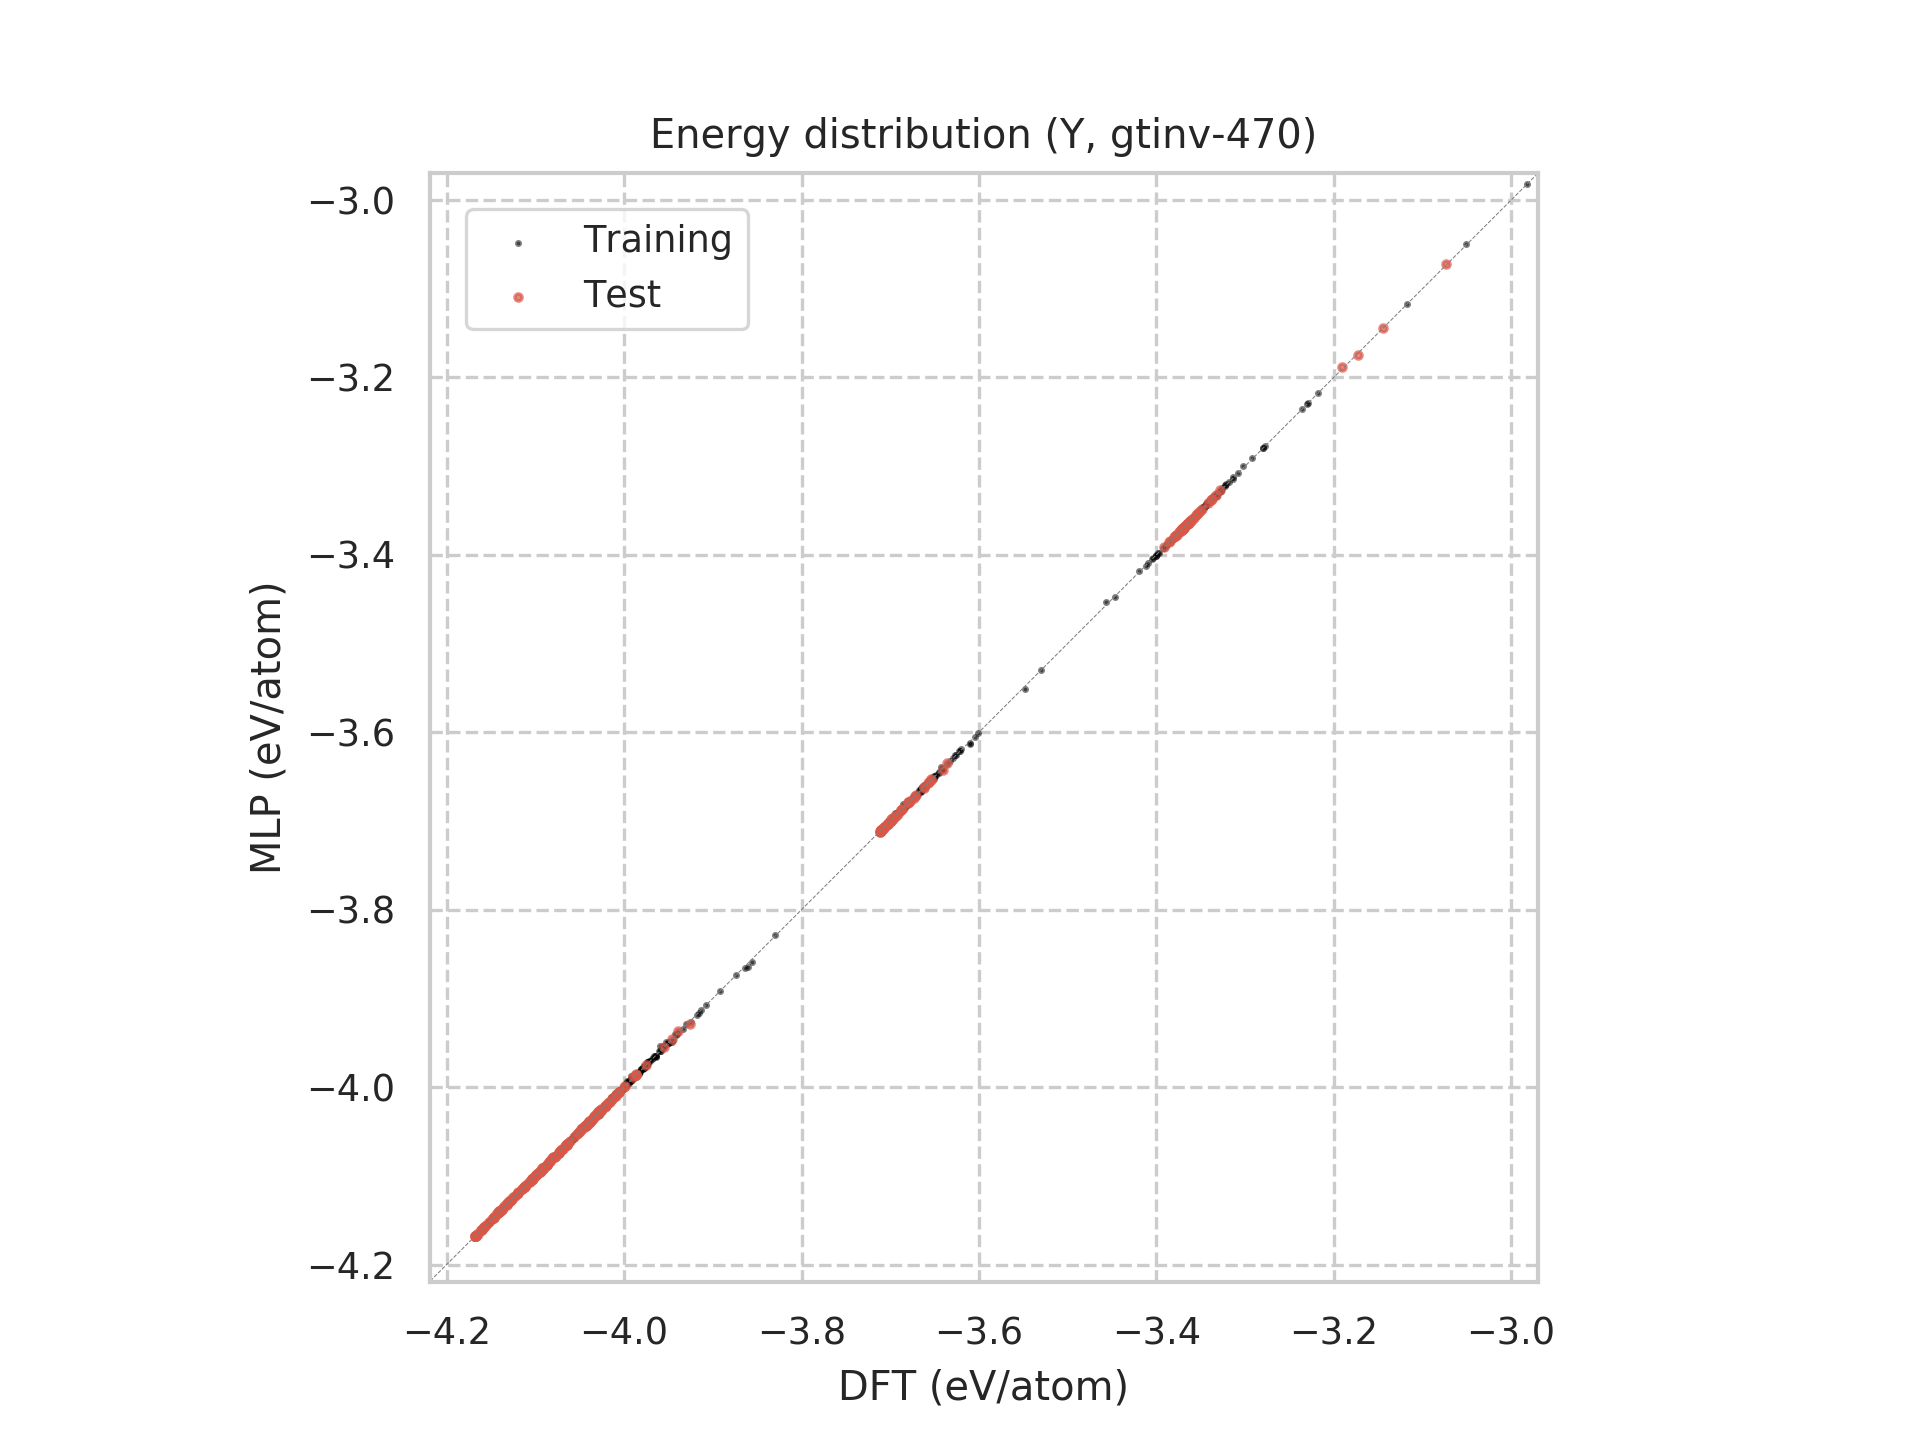 Energy distribution (Y, gtinv-470)
Training
Test
−3.0
−3.2
−3.4
−3.6
−3.8
−4.0
−4.2
MLP (eV/atom)
−4.2 −4.0 −3.8 −3.6 −3.4 −3.2 −3.0
DFT (eV/atom)